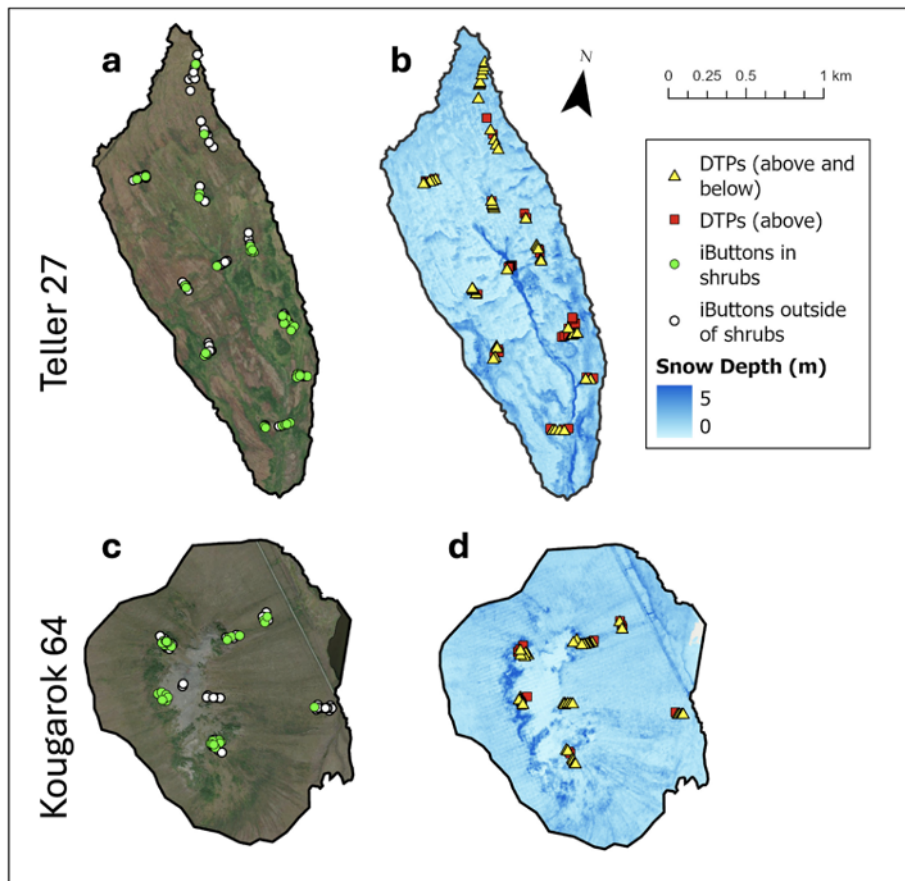 a
b
N
0 0.25 0.5 1 km
DTPs (above and
below)
DTPs (above)
iButtons in
shrubs
iButtons outside
of shrubs
Snow Depth (m)
5
0
Teller 27
c
d
Kougarok 64